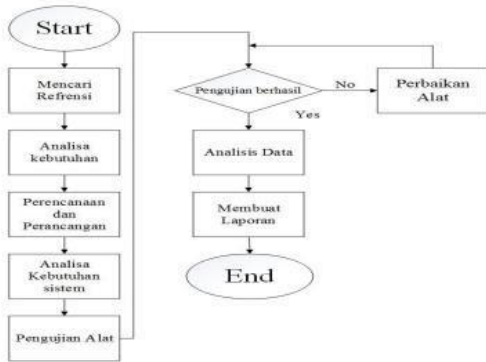 Start
Mencari
Refrensi
Analisa
kebutuhan
Perencanaan
dan
Perancangan
Analisa
Kebutuhan
sistem
Pengujian Alat
Pengujian berhasil
No
Perbaikan
Alat
Yes
Analisis Data
Membuat
Laporan
End